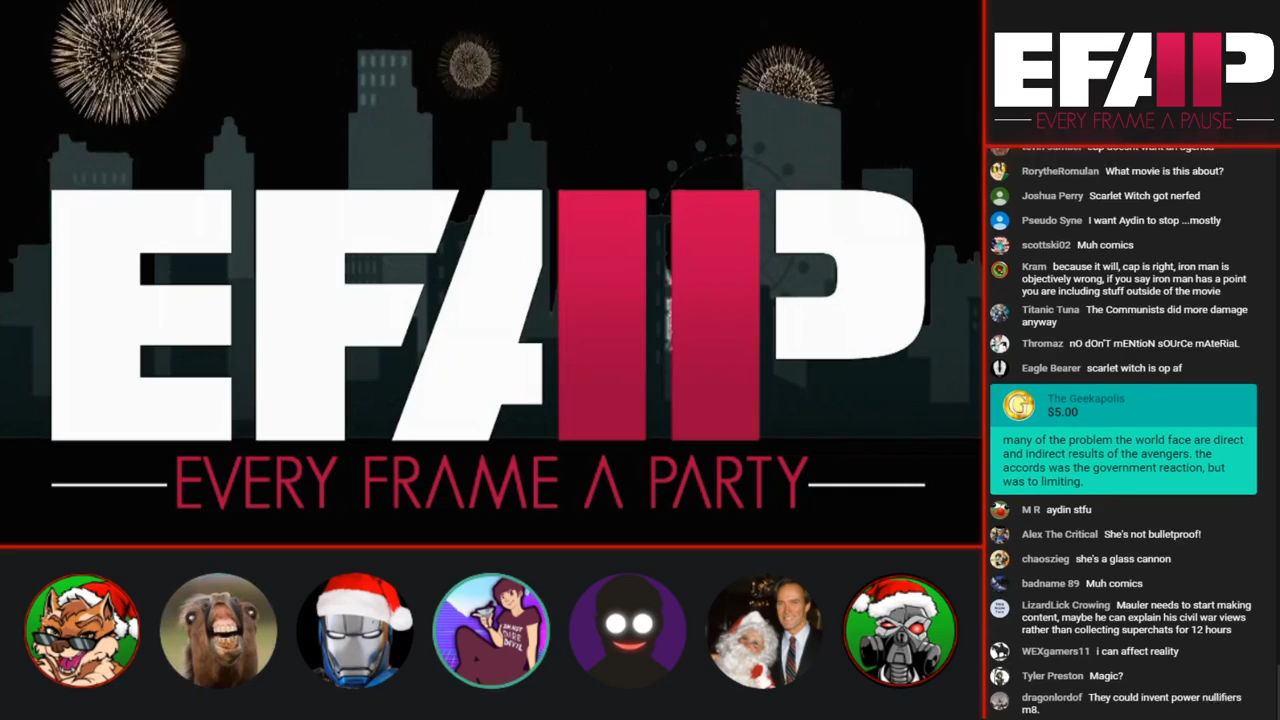 EFAP
EVERY FRAME A PARTY
EFAP
EVERY FRAME A PAUSE
RorytheRomulan What movie is this about?
Joshua Perry Scarlet Witch got nerfed
Pseudo Syne I want Aydin to stop ...mostly
scottski02 Muh comics
Kram because it will, cap is right, iron man is
objectively wrong, if you say iron man has a point
you are including stuff outside of the movie
Titanic Tuna The Communists did more damage
anyway
Thromaz nO dOn'T mENtioN sOUrCe mAteRiaL
Eagle Bearer scarlet witch is op af
The Geekapolis
$5.00
many of the problem the world face are direct
and indirect results of the avengers. the
accords was the government reaction, but
was to limiting.
M R aydin stfu
Alex The Critical She's not bulletproof!
chaoszieg she's a glass cannon
badname 89 Muh comics
LizardLick Crowing Mauler needs to start making
content, maybe he can explain his civil war views
rather than collecting superchats for 12 hours
WEXgamers11 i can affect reality
Tyler Preston Magic?
dragonlordof They could invent power nullifiers
m8.